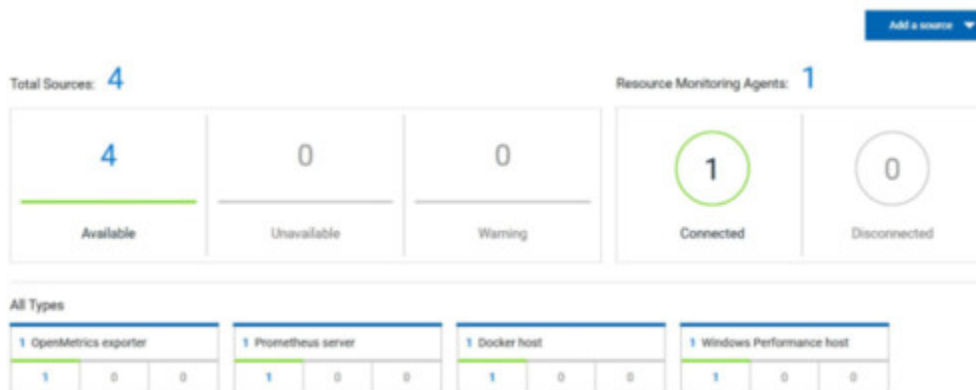 Add a source
Total Sources: 4
Resource Monitoring Agents: 1
4
0
0
1
0
Available
Unavailable
Warning
Connected
Disconnected
All Types
1 OpenMetrics exporter
1 Prometheus server
1 Docker host
1 Windows Performance host
1 0 0
1 0 0
1 0 0
1 0 0